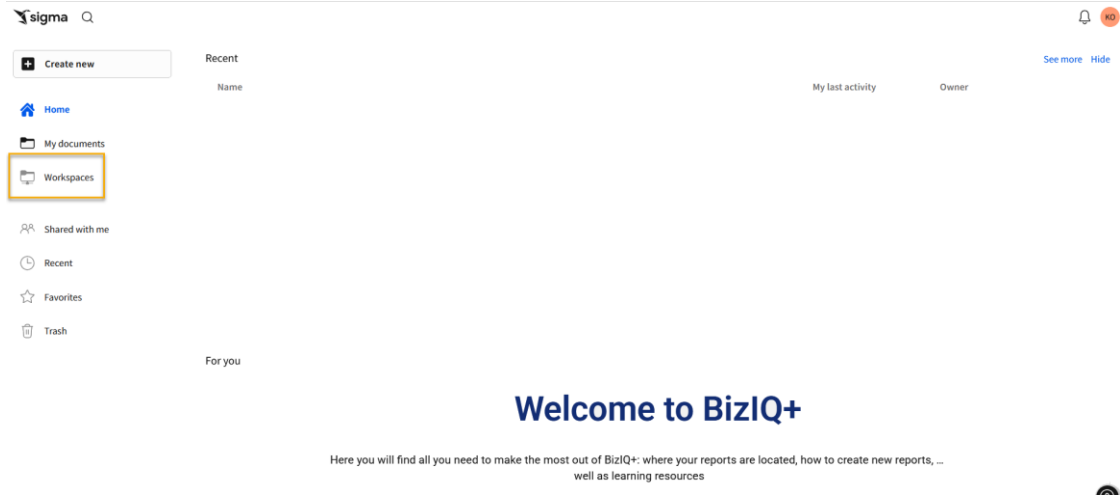 sigma
KO
Create new
Recent
See more Hide
Name
My last activity
Owner
Home
My documents
Workspaces
Shared with me
Recent
Favorites
Trash
For you
Welcome to BizIQ+
Here you will find all you need to make the most out of BizIQ+: where your reports are located, how to create new reports, ...
well as learning resources